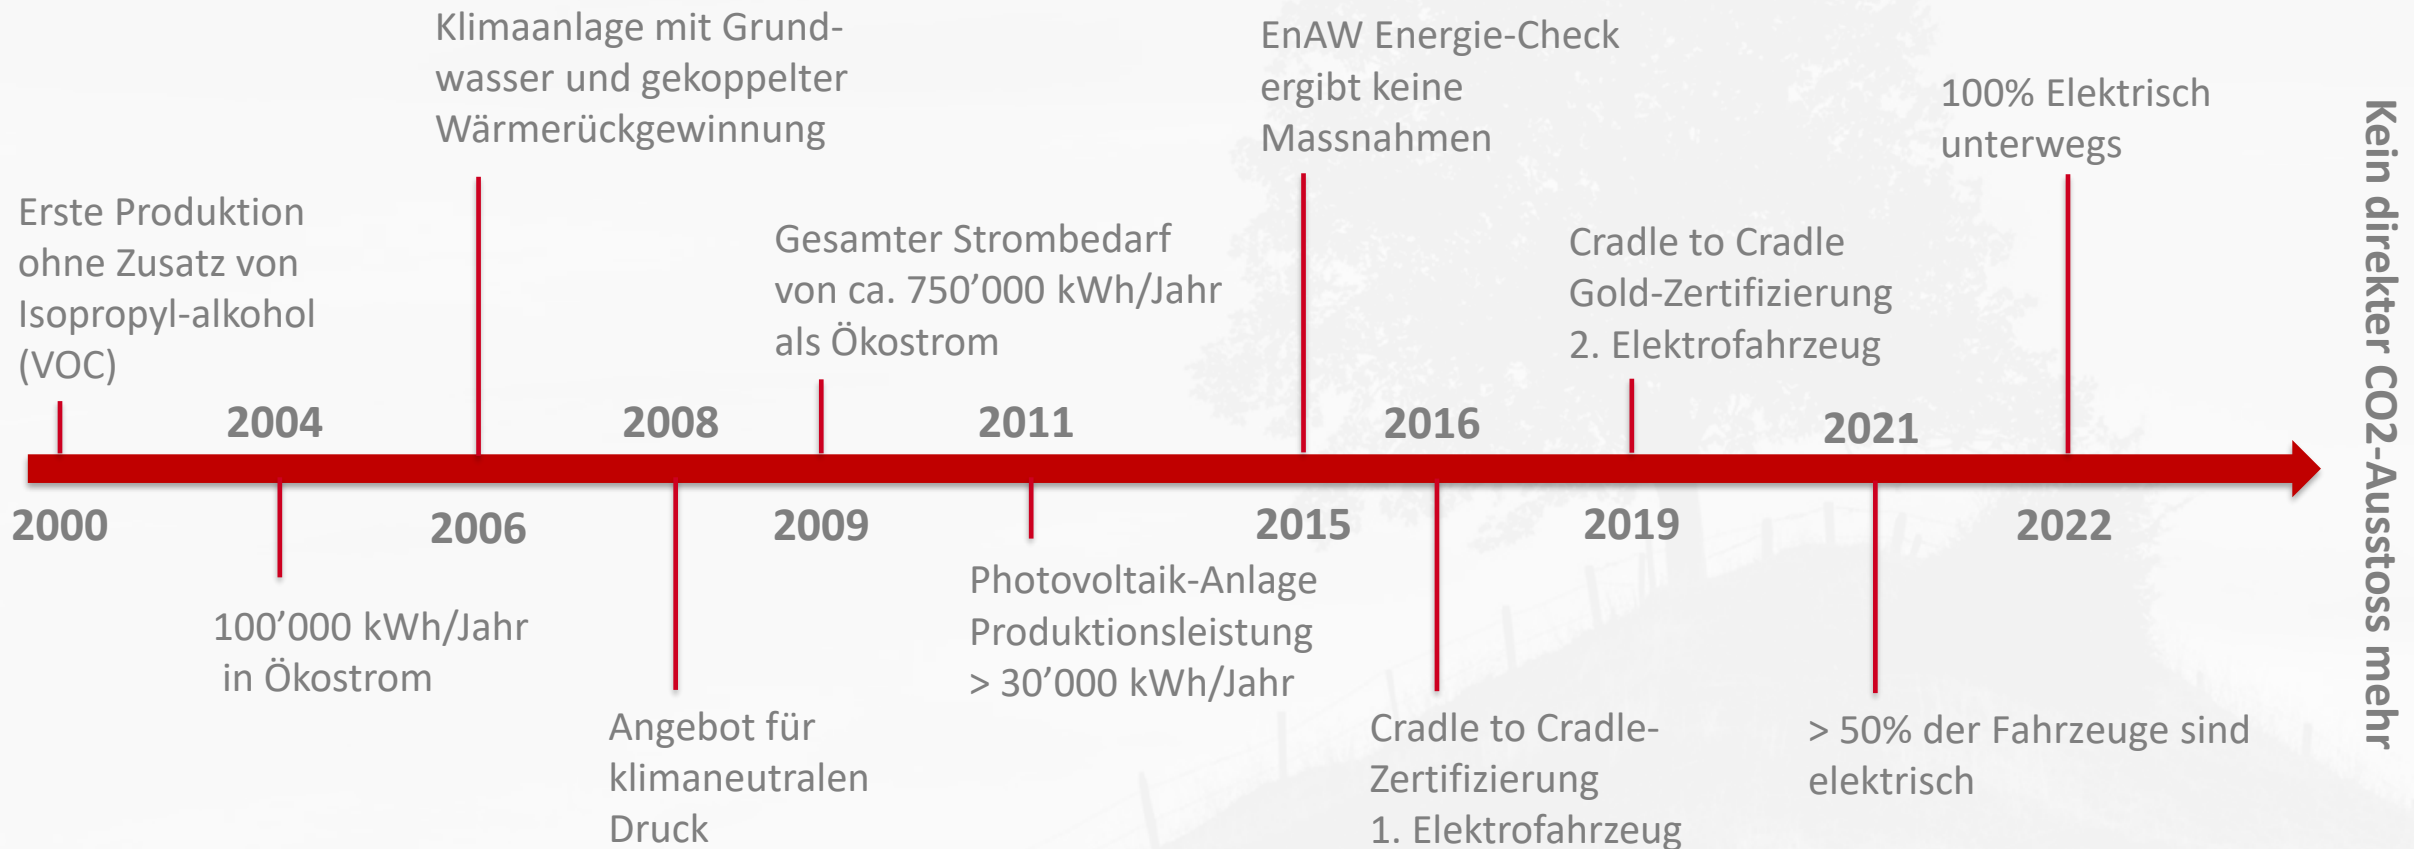 Erste Produktion
ohne Zusatz von
Isopropyl-alkohol
(VOC)
2000
2004
100’000 kWh/Jahr
in Ökostrom
Klimaanlage mit Grund-
wasser und gekoppelter
Wärmerückgewinnung
2006
2008
Angebot für
klimaneutralen
Druck
Gesamter Strombedarf
von ca. 750’000 kWh/Jahr
als Ökostrom
2009
2011
Photovoltaik-Anlage
Produktionsleistung
> 30’000 kWh/Jahr
EnAW Energie-Check
ergibt keine
Massnahmen
2015
2016
Cradle to Cradle-
Zertifizierung
1. Elektrofahrzeug
Cradle to Cradle
Gold-Zertifizierung
2. Elektrofahrzeug
2019
2021
> 50% der Fahrzeuge sind
elektrisch
100% Elektrisch
unterwegs
2022
Kein direkter CO2-Ausstoss mehr